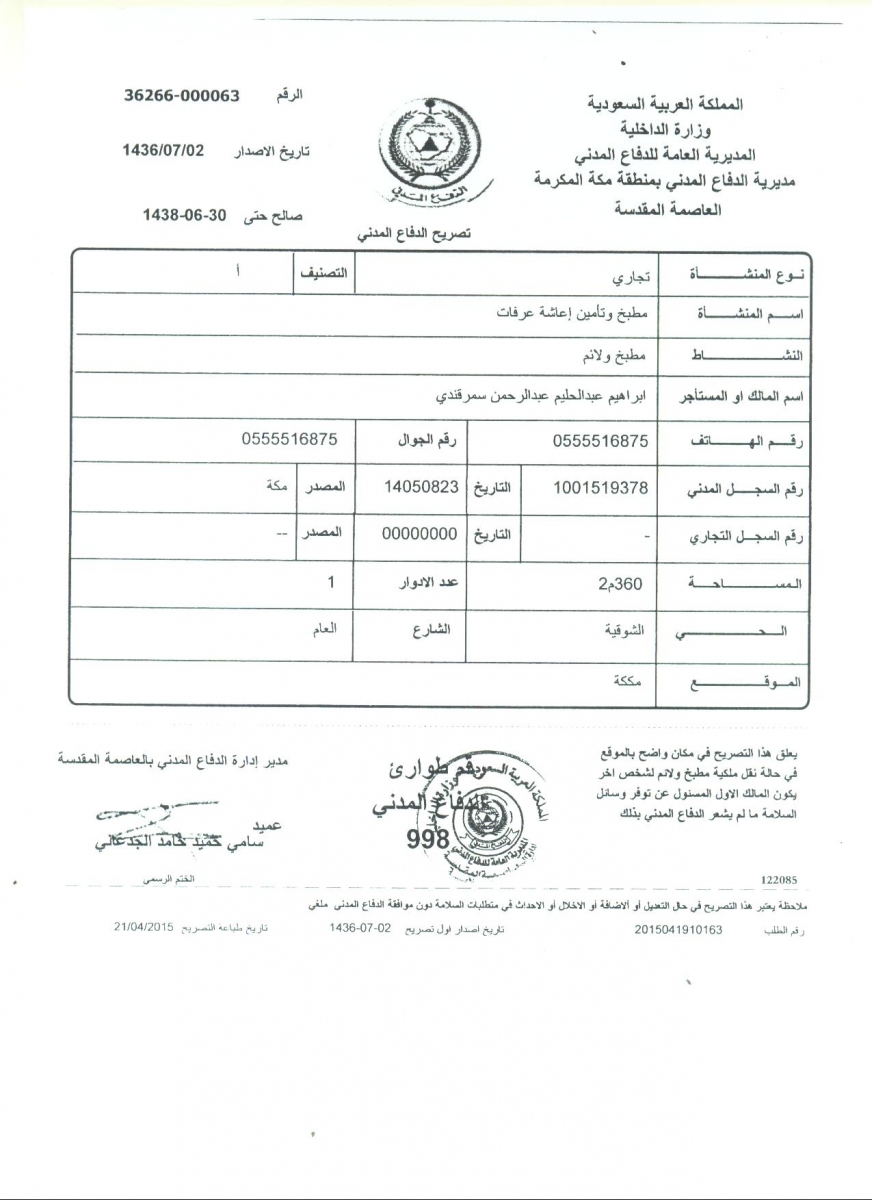 المملكة العربية السعودية
وزارة الداخلية
المديرية العامة للدفاع المدني
مديرية الدفاع المدني بمنطقة مكة المكرمة
العاصمة المقدسة
الدفاع المدني
الرقم 36266-000063
تاريخ الاصدار 1436/07/02
صالح حتى 1438-06-30
تصريح الدفاع المدني
نوع المنشأة تجاري التصنيف أ
اسم المنشأة مطبخ وتأمين إعاشة عرفات
النشاط مطبخ ولائم
اسم المالك او المستأجر ابراهيم عبدالحليم عبدالرحمن سمرقندي
رقم الهاتف 0555516875 رقم الجوال 0555516875
رقم السجل المدني 1001519378 التاريخ 14050823 المصدر مكة
رقم السجل التجاري - التاريخ 00000000 المصدر --
المساحة 360م2 عدد الادوار 1
الحي الشوقية الشارع العام
الموقع مككة
يعلق هذا التصريح في مكان واضح بالموقع
في حالة نقل ملكية مطبخ ولائم لشخص اخر
يكون المالك الاول المسئول عن توفر وسائل
السلامة ما لم يشعر الدفاع المدني بذلك
122085
رقم طوارئ
الدفاع المدني
998
المملكة العربية السعودية
وزارة الداخلية
المديرية العامة للدفاع المدني
مدير إدارة الدفاع المدني بالعاصمة المقدسة
عميد
سامي حميد حامد الجدعاني
الختم الرسمي
ملاحظة يعتبر هذا التصريح في حال التعديل أو ألاضافة أو الاخلال أو الاحداث في متطلبات السلامة دون موافقة الدفاع المدنى ملغي
رقم الطلب 2015041910163 تاريخ اصدار اول تصريح 1436-07-02 تاريخ طباعة التصريح 21/04/2015